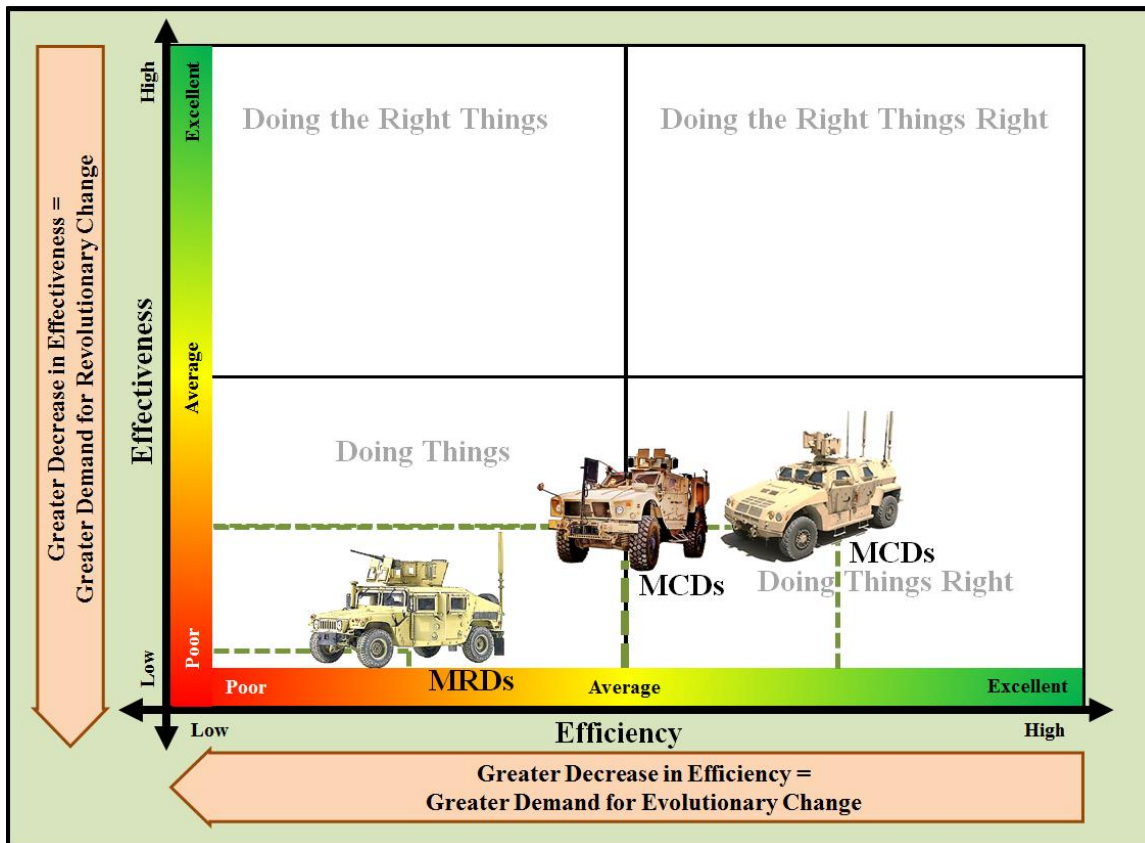 High
Excellent
Doing the Right Things
Doing the Right Things Right
Greater Decrease in Effectiveness =
Greater Demand for Revolutionary Change
Effectiveness
Average
Doing Things
MCDs
MCDs
Doing Things Right
Low
Poor
MRDs
Poor
Average
Excellent
Low
Efficiency
High
Greater Decrease in Efficiency =
Greater Demand for Evolutionary Change